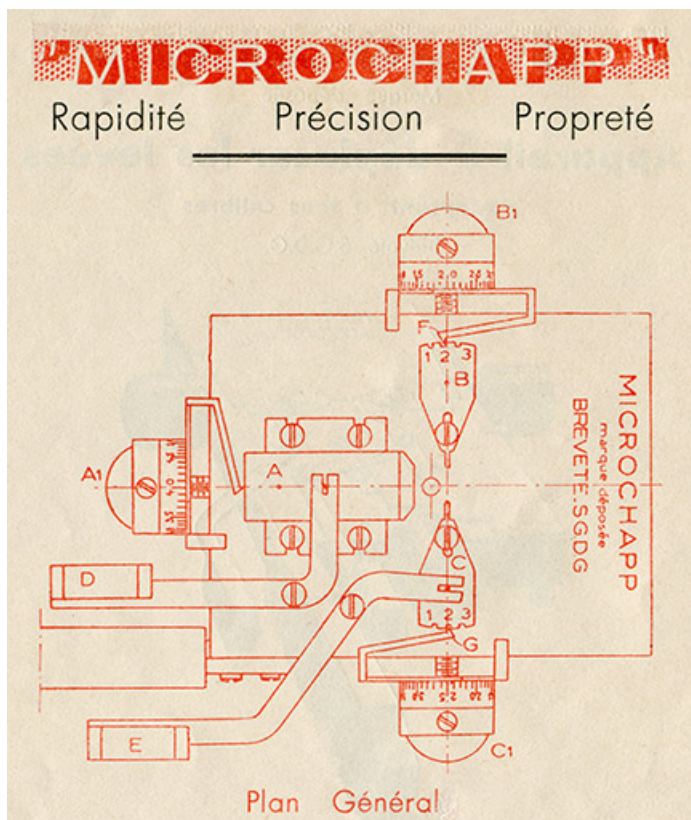 "MICROCHAPP"
Rapidité Précision Propreté
B1
F
1 2 3
B
MICROCHAPP
marque déposée
BREVETE.S.G.D.G
A1
A
D
C
1 2 3
G
E
C1
Plan Général